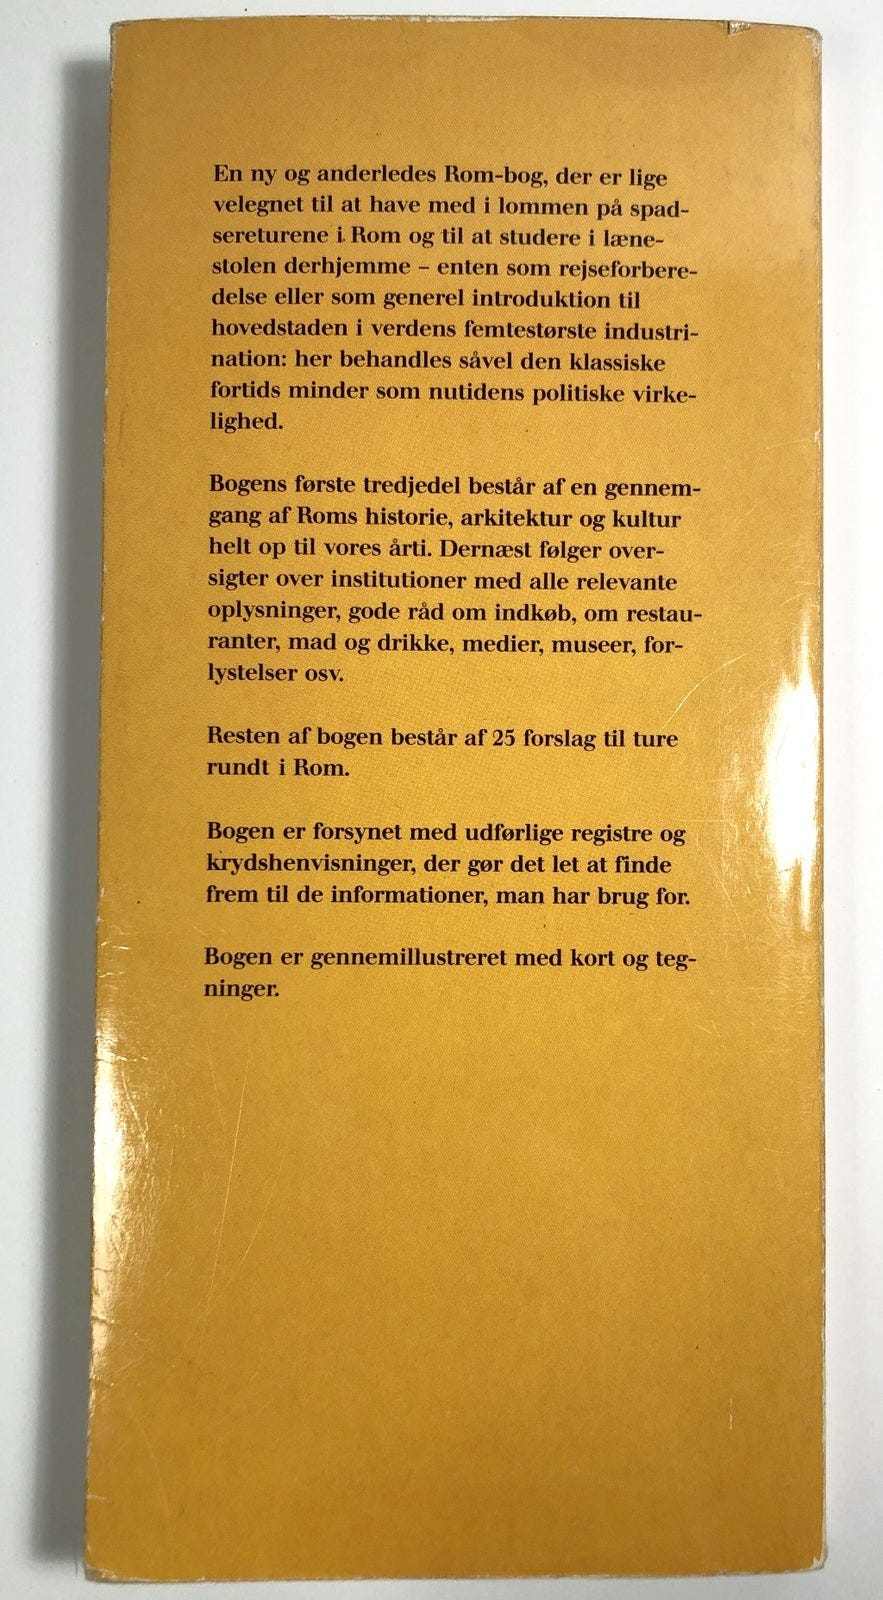 En ny og anderledes Rom-bog, der er lige
velegnet til at have med i lommen på spad-
sereturene i Rom og til at studere i læne-
stolen derhjemme – enten som rejseforbere-
delse eller som generel introduktion til
hovedstaden i verdens femtestørste industri-
nation: her behandles såvel den klassiske
fortids minder som nutidens politiske virke-
lighed.
Bogens første tredjedel består af en gennem-
gang af Roms historie, arkitektur og kultur
helt op til vores årti. Dernæst følger over-
sigter over institutioner med alle relevante
oplysninger, gode råd om indkøb, om restau-
ranter, mad og drikke, medier, museer, for-
lystelser osv.
Resten af bogen består af 25 forslag til ture
rundt i Rom.
Bogen er forsynet med udførlige registre og
krydshenvisninger, der gør det let at finde
frem til de informationer, man har brug for.
Bogen er gennemillustreret med kort og teg-
ninger.